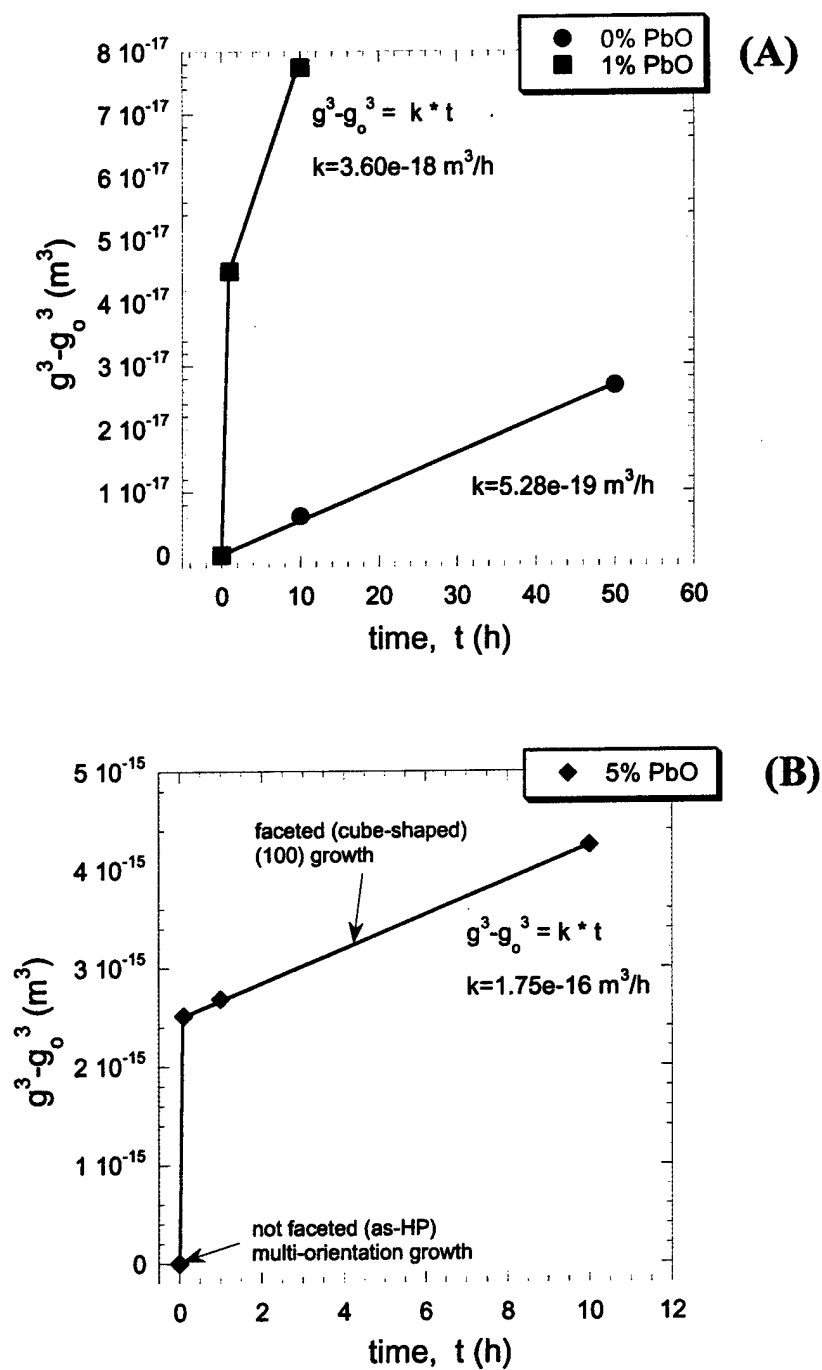 0% PbO
1% PbO
(A)
g³-gₒ³ = k * t
k=3.60e-18 m³/h
k=5.28e-19 m³/h
8 10⁻¹⁷
7 10⁻¹⁷
6 10⁻¹⁷
5 10⁻¹⁷
4 10⁻¹⁷
3 10⁻¹⁷
2 10⁻¹⁷
1 10⁻¹⁷
0
g³-gₒ³ (m³)
0 10 20 30 40 50 60
time, t (h)
5% PbO
(B)
faceted (cube-shaped)
(100) growth
g³-gₒ³ = k * t
k=1.75e-16 m³/h
not faceted (as-HP)
multi-orientation growth
5 10⁻¹⁵
4 10⁻¹⁵
3 10⁻¹⁵
2 10⁻¹⁵
1 10⁻¹⁵
0
g³-gₒ³ (m³)
0 2 4 6 8 10 12
time, t (h)